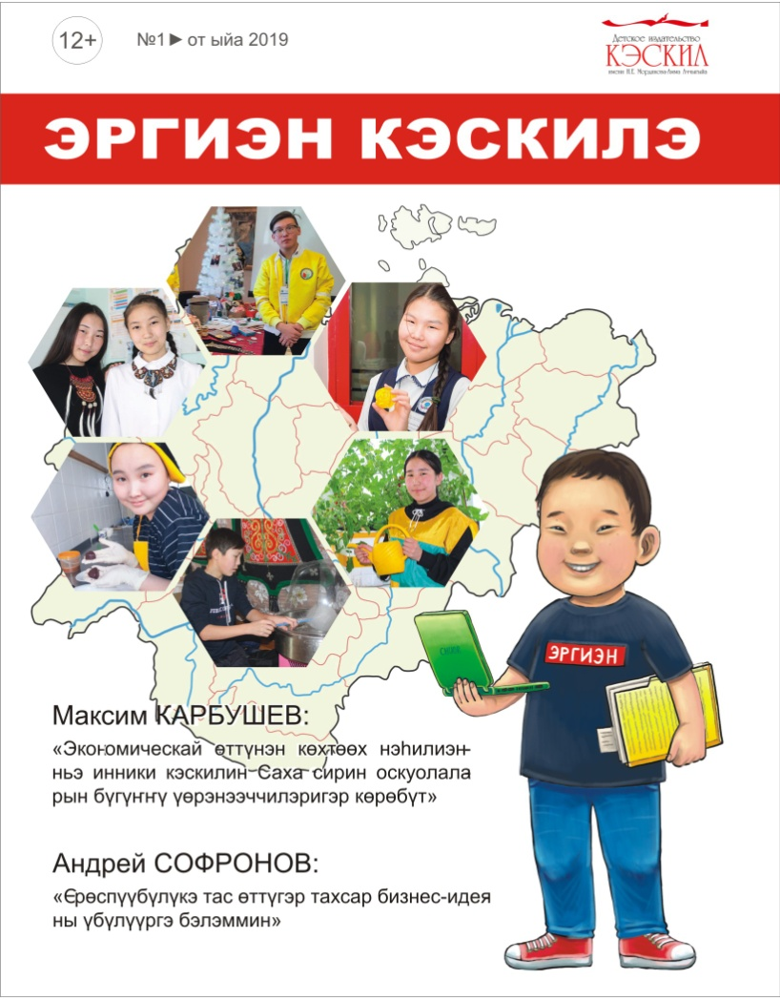 12+
№1 ► от ыйа 2019
Детское издательство
КЭСКИЛ
ЭРГИЭН КЭСКИЛЭ
ЭРГИЭН
Максим КАРБУШЕВ:
«Экономическай өттүнэн көхтөөх нэһилиэн-
ньэ инники кэскилин Саха сирин оскуолала
рын бүгүҥҥү үөрэнээччилэригэр көрөбүт»
Андрей СОФРОНОВ:
«Өрөспүүбүлүкэ тас өттүгэр тахсар бизнес-идея
ны үбүлүүргэ бэлэммин»